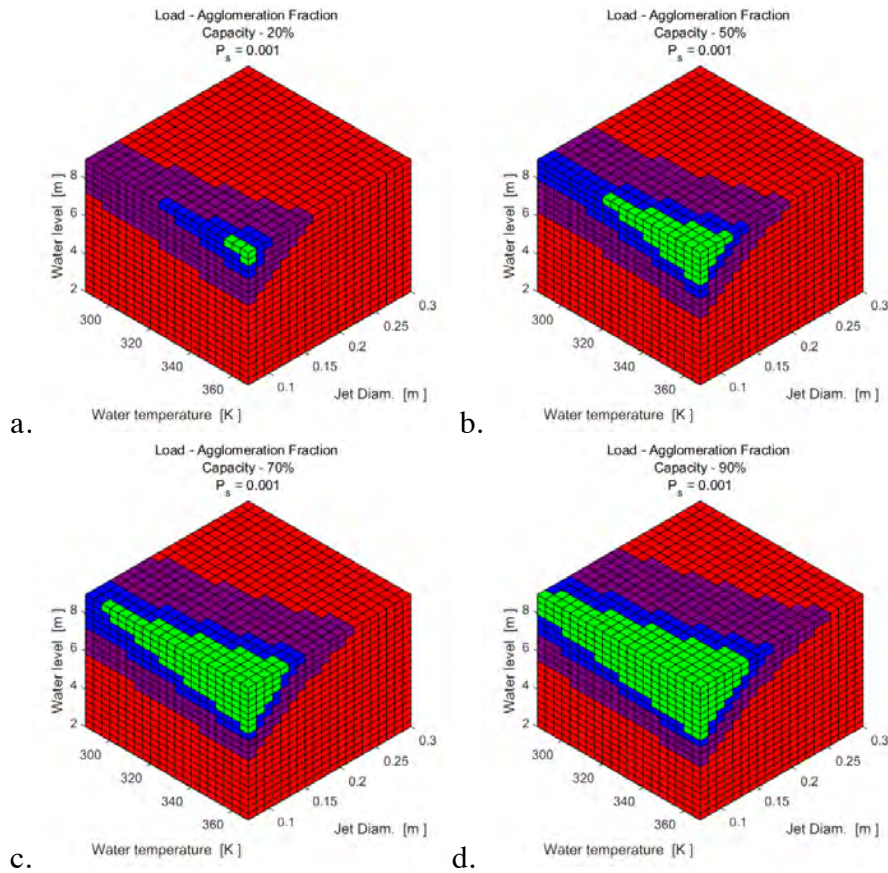 Load - Agglomeration Fraction
Capacity - 20%
P_s = 0.001
Water level [m]
8
6
4
2
300
320
340
360
Water temperature [K]
0.1
0.15
0.2
0.25
0.3
Jet Diam. [m]
a.
Load - Agglomeration Fraction
Capacity - 50%
P_s = 0.001
Water level [m]
8
6
4
2
300
320
340
360
Water temperature [K]
0.1
0.15
0.2
0.25
0.3
Jet Diam. [m]
b.
Load - Agglomeration Fraction
Capacity - 70%
P_s = 0.001
Water level [m]
8
6
4
2
300
320
340
360
Water temperature [K]
0.1
0.15
0.2
0.25
0.3
Jet Diam. [m]
c.
Load - Agglomeration Fraction
Capacity - 90%
P_s = 0.001
Water level [m]
8
6
4
2
300
320
340
360
Water temperature [K]
0.1
0.15
0.2
0.25
0.3
Jet Diam. [m]
d.